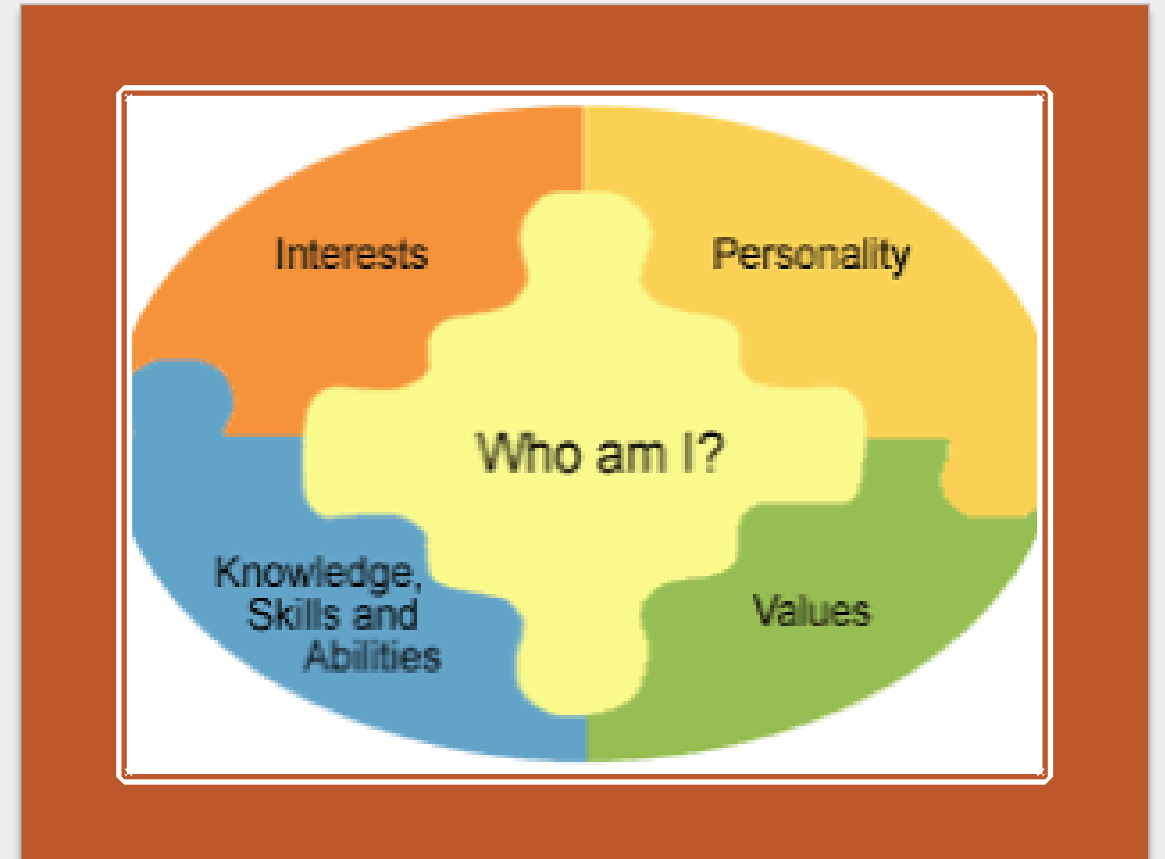 Interests
Personality
Who am I?
Knowledge,
Skills and
Abilities
Values